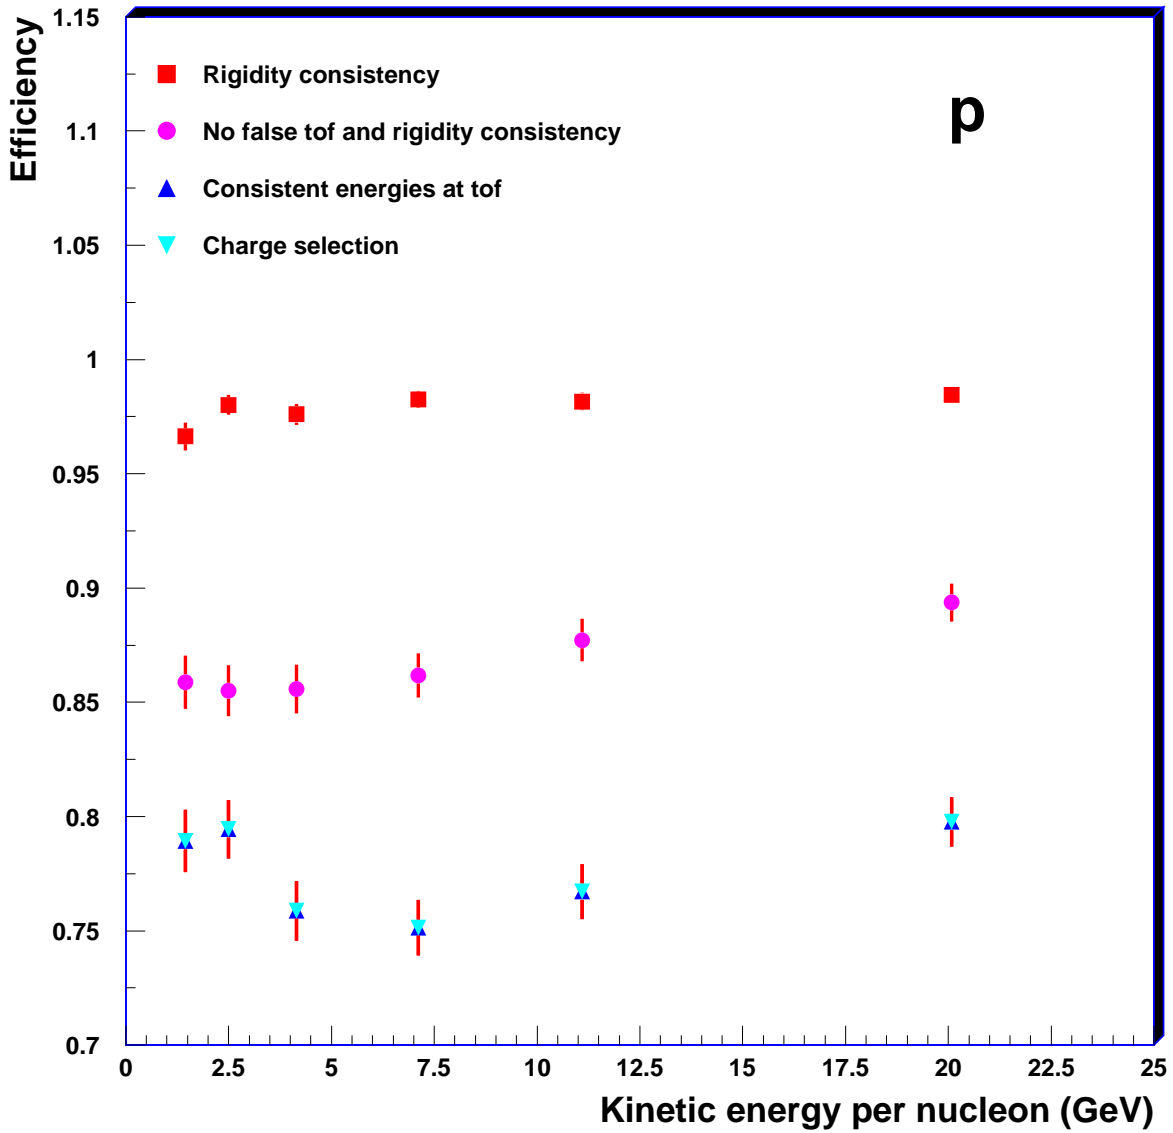 Efficiency
1.15
1.1
1.05
1
0.95
0.9
0.85
0.8
0.75
0.7
Rigidity consistency
No false tof and rigidity consistency
Consistent energies at tof
Charge selection
p
0 2.5 5 7.5 10 12.5 15 17.5 20 22.5 25
Kinetic energy per nucleon (GeV)